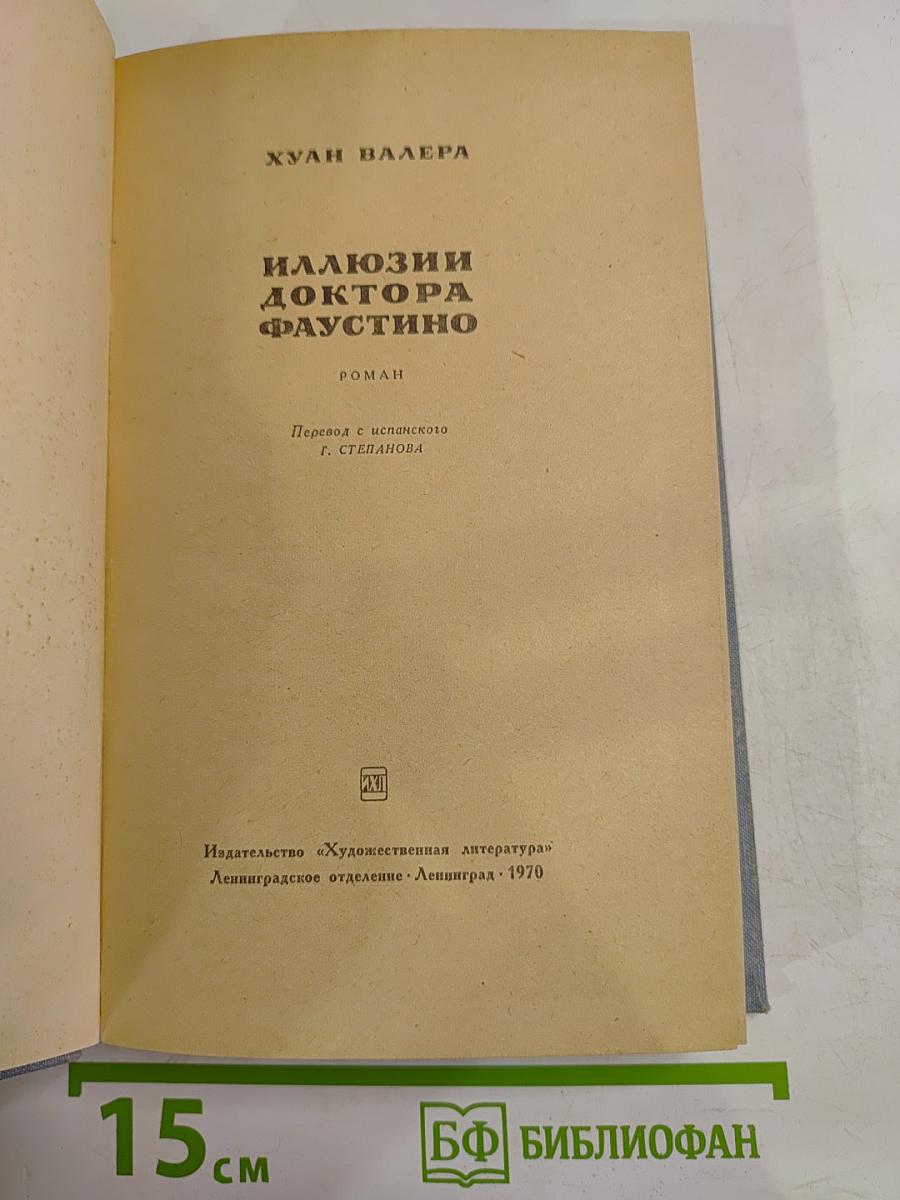 ХУАН ВАЛЕРА
ИЛЛЮЗИИ
ДОКТОРА
ФАУСТИНО
РОМАН
Перевод с испанского
Г. СТЕПАНОВА
ИХЛ
Издательство «Художественная литература»
Ленинградское отделение · Ленинград · 1970
15 см
БФ БИБЛИОФАН